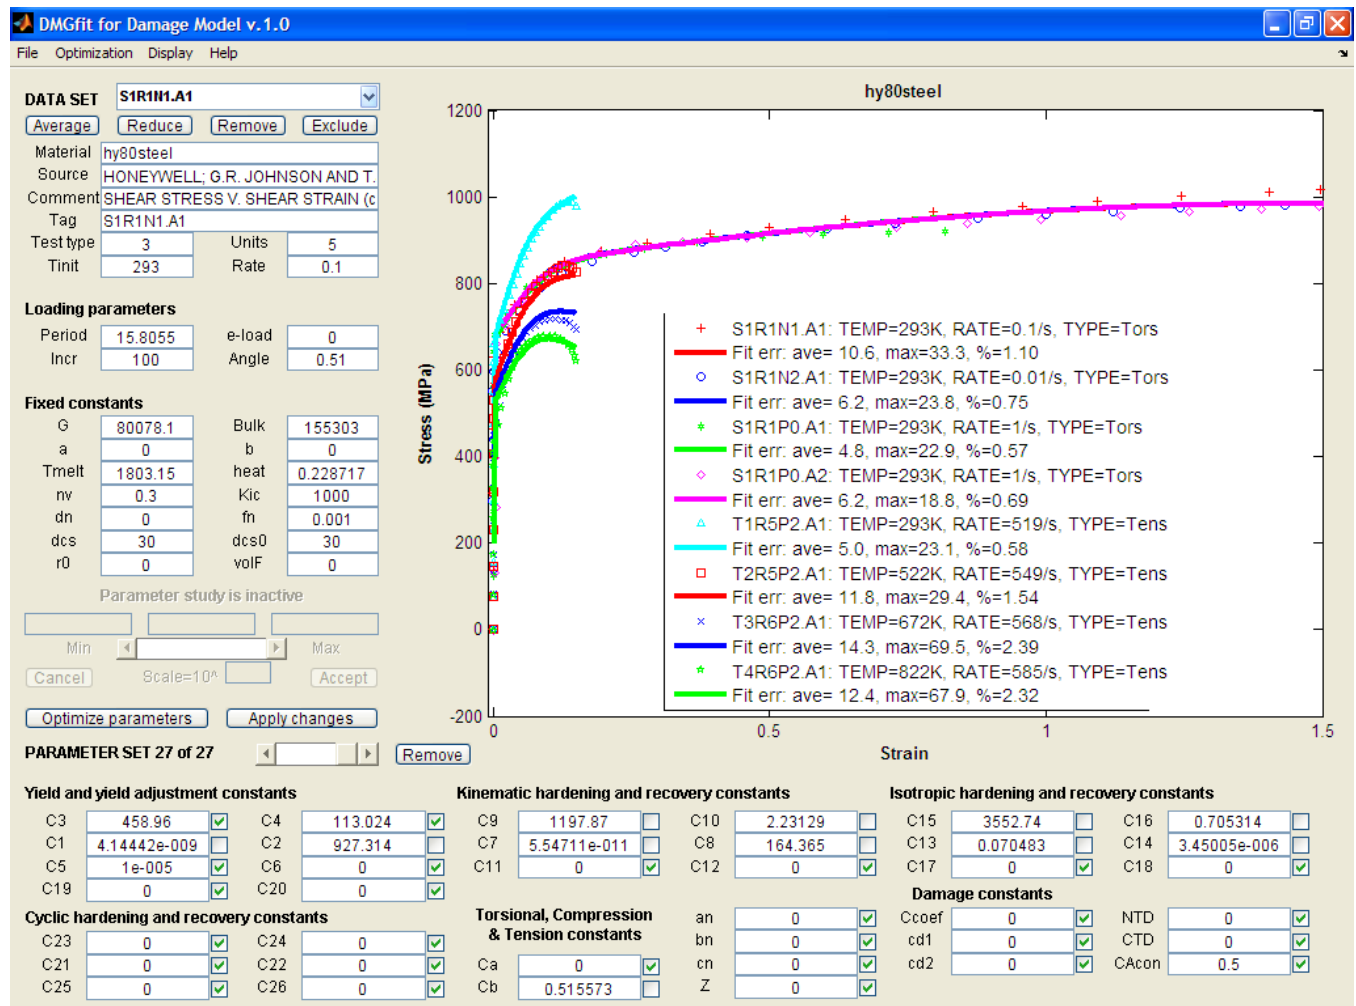 DMGfit for Damage Model v.1.0
File Optimization Display Help
DATA SET S1R1N1.A1
Average Reduce Remove Exclude
Material hy80steel
Source HONEYWELL; G.R. JOHNSON AND T.
Comment SHEAR STRESS V. SHEAR STRAIN (c
Tag S1R1N1.A1
Test type 3 Units 5
Tinit 293 Rate 0.1
Loading parameters
Period 15.8055 e-load 0
Incr 100 Angle 0.51
Fixed constants
G 80078.1 Bulk 155303
a 0 b 0
Tmelt 1803.15 heat 0.228717
nv 0.3 Kic 1000
dn 0 fn 0.001
dcs 30 dcs0 30
r0 0 volF 0
Parameter study is inactive
Min Max
Cancel Scale=10^ Accept
Optimize parameters Apply changes
PARAMETER SET 27 of 27 Remove
hy80steel
1200
1000
800
600
400
200
0
-200
Stress (MPa)
0 0.5 1 1.5
Strain
S1R1N1.A1: TEMP=293K, RATE=0.1/s, TYPE=Tors
Fit err: ave= 10.6, max=33.3, %=1.10
S1R1N2.A1: TEMP=293K, RATE=0.01/s, TYPE=Tors
Fit err: ave= 6.2, max=23.8, %=0.75
S1R1P0.A1: TEMP=293K, RATE=1/s, TYPE=Tors
Fit err: ave= 4.8, max=22.9, %=0.57
S1R1P0.A2: TEMP=293K, RATE=1/s, TYPE=Tors
Fit err: ave= 6.2, max=18.8, %=0.69
T1R5P2.A1: TEMP=293K, RATE=519/s, TYPE=Tens
Fit err: ave= 5.0, max=23.1, %=0.58
T2R5P2.A1: TEMP=522K, RATE=549/s, TYPE=Tens
Fit err: ave= 11.8, max=29.4, %=1.54
T3R6P2.A1: TEMP=672K, RATE=568/s, TYPE=Tens
Fit err: ave= 14.3, max=69.5, %=2.39
T4R6P2.A1: TEMP=822K, RATE=585/s, TYPE=Tens
Fit err: ave= 12.4, max=67.9, %=2.32
Yield and yield adjustment constants
C3 458.96 C4 113.024
C1 4.14442e-009 C2 927.314
C5 1e-005 C6 0
C19 0 C20 0
Cyclic hardening and recovery constants
C23 0 C24 0
C21 0 C22 0
C25 0 C26 0
Kinematic hardening and recovery constants
C9 1197.87 C10 2.23129
C7 5.54711e-011 C8 164.365
C11 0 C12 0
Torsional, Compression
& Tension constants
Ca 0
Cb 0.515573
an 0
bn 0
cn 0
Z 0
Isotropic hardening and recovery constants
C15 3552.74 C16 0.705314
C13 0.070483 C14 3.45005e-006
C17 0 C18 0
Damage constants
Ccoef 0 NTD 0
cd1 0 CTD 0
cd2 0 CAcon 0.5